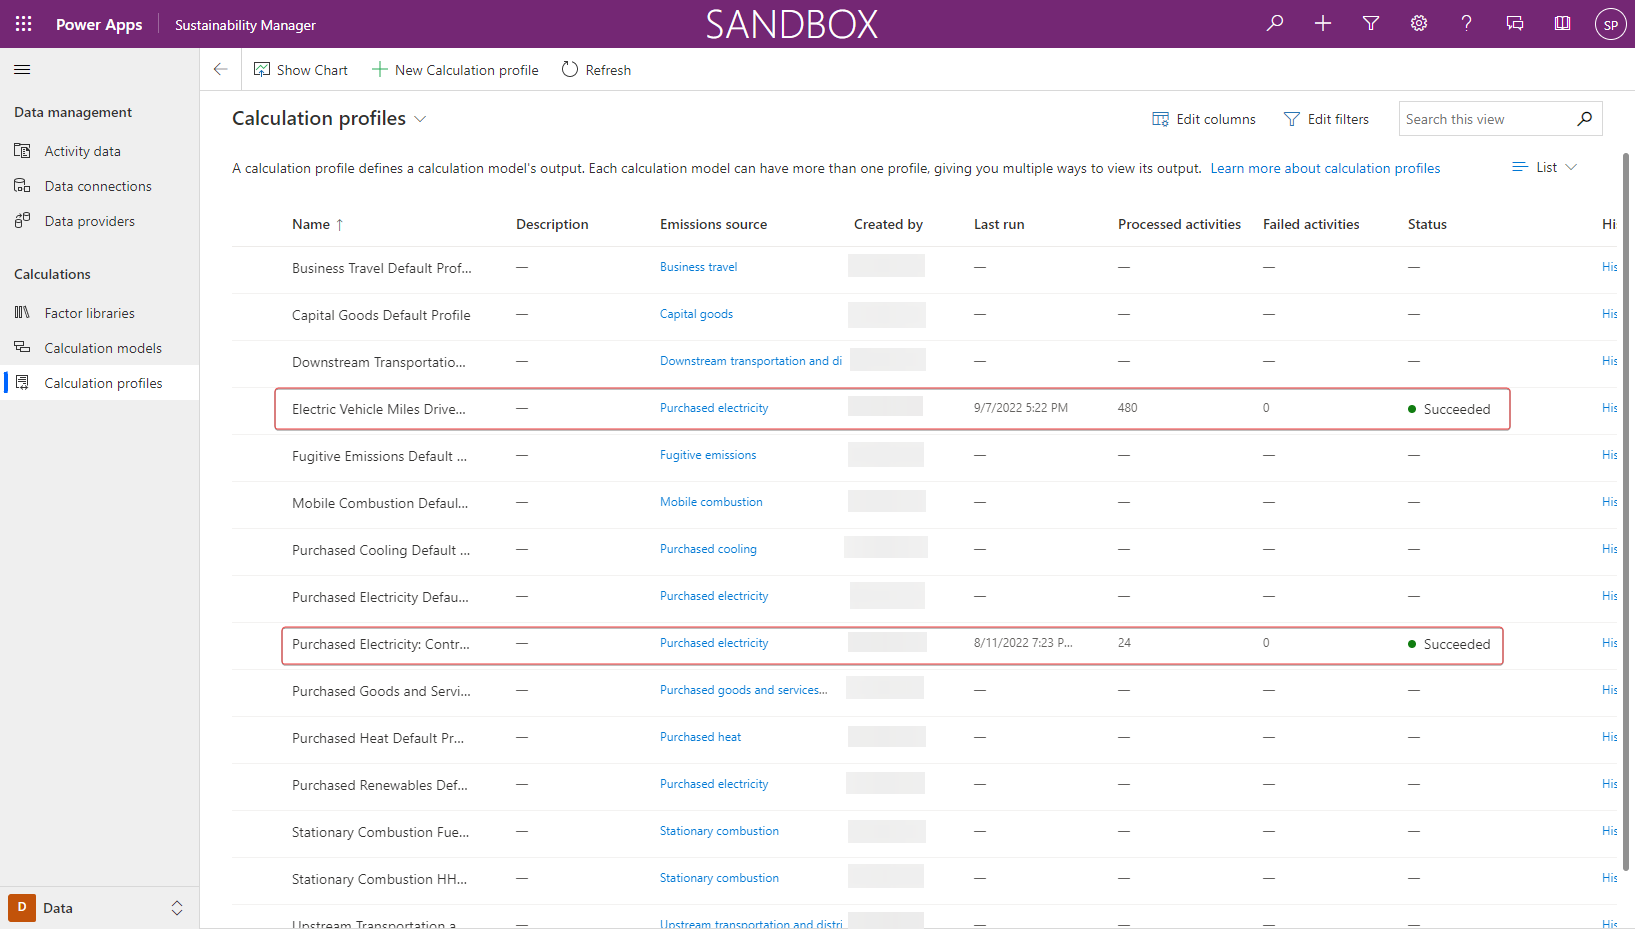 Power Apps Sustainability Manager SANDBOX ? SP
Show Chart New Calculation profile Refresh
Data management
Activity data
Data connections
Data providers
Calculations
Factor libraries
Calculation models
Calculation profiles
D Data
Calculation profiles Edit columns Edit filters Search this view
A calculation profile defines a calculation model's output. Each calculation model can have more than one profile, giving you multiple ways to view its output. Learn more about calculation profiles List
Name ↑ Description Emissions source Created by Last run Processed activities Failed activities Status Hi
Business Travel Default Prof... — Business travel — — — — His
Capital Goods Default Profile — Capital goods — — — — His
Downstream Transportatio... — Downstream transportation and di — — — — His
Electric Vehicle Miles Drive... — Purchased electricity 9/7/2022 5:22 PM 480 0 Succeeded His
Fugitive Emissions Default ... — Fugitive emissions — — — — His
Mobile Combustion Defaul... — Mobile combustion — — — — His
Purchased Cooling Default ... — Purchased cooling — — — — His
Purchased Electricity Defau... — Purchased electricity — — — — His
Purchased Electricity: Contr... — Purchased electricity 8/11/2022 7:23 P... 24 0 Succeeded His
Purchased Goods and Servi... — Purchased goods and services... — — — — His
Purchased Heat Default Pr... — Purchased heat — — — — His
Purchased Renewables Def... — Purchased electricity — — — — His
Stationary Combustion Fue... — Stationary combustion — — — — His
Stationary Combustion HH... — Stationary combustion — — — — His
Upstream Transportation a — Upstream transportation and distri — — — — His